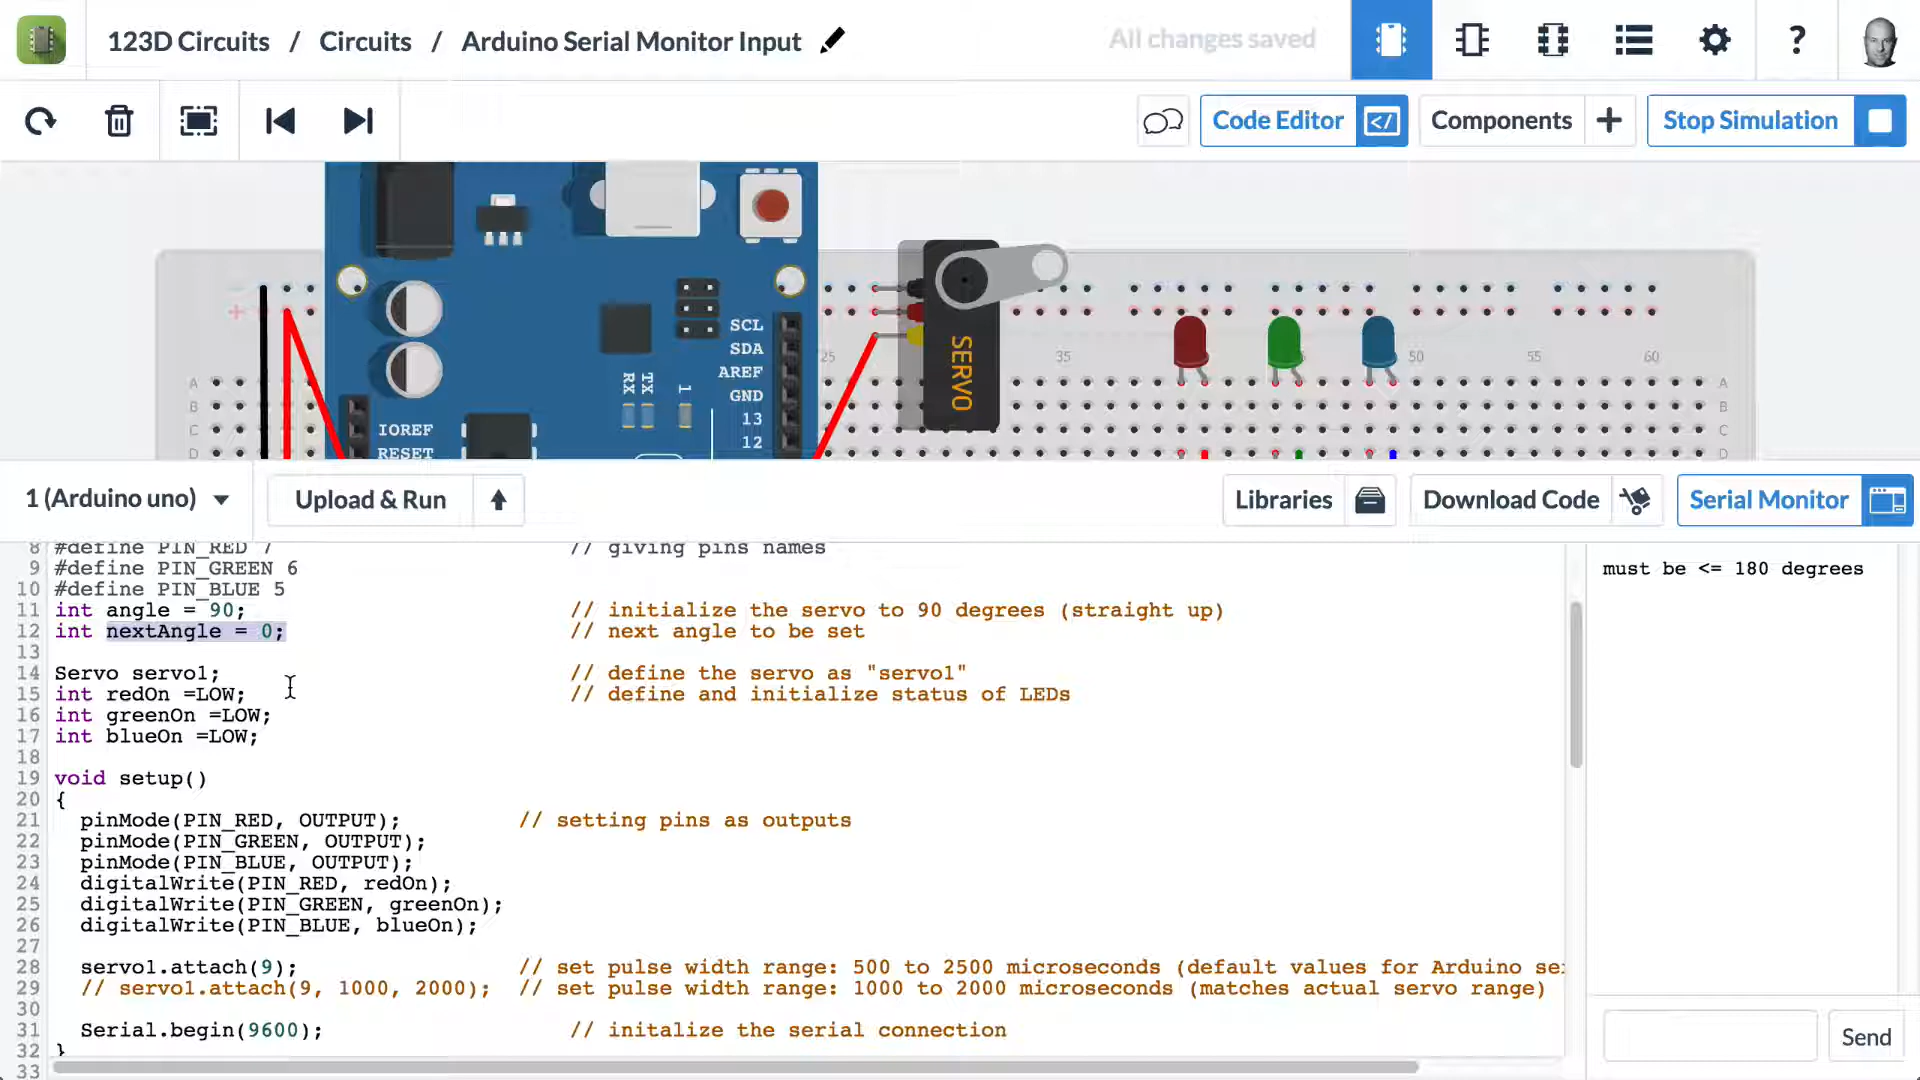 123D Circuits / Circuits / Arduino Serial Monitor Input
All changes saved
?
Code Editor </>
Components +
Stop Simulation
SCL
SDA
AREF
GND
13
12
RX
TX
1
IOREF
RESET
+
A
B
C
D
SERVO
25
35
50
55
60
A
B
C
D
1 (Arduino uno)
Upload & Run
Libraries
Download Code
Serial Monitor
8 #define PIN_RED 7 // giving pins names
9 #define PIN_GREEN 6
10 #define PIN_BLUE 5
11 int angle = 90; // initialize the servo to 90 degrees (straight up)
12 int nextAngle = 0; // next angle to be set
13
14 Servo servo1; // define the servo as "servo1"
15 int redOn =LOW; // define and initialize status of LEDs
16 int greenOn =LOW;
17 int blueOn =LOW;
18
19 void setup()
20 {
21 pinMode(PIN_RED, OUTPUT); // setting pins as outputs
22 pinMode(PIN_GREEN, OUTPUT);
23 pinMode(PIN_BLUE, OUTPUT);
24 digitalWrite(PIN_RED, redOn);
25 digitalWrite(PIN_GREEN, greenOn);
26 digitalWrite(PIN_BLUE, blueOn);
27
28 servo1.attach(9); // set pulse width range: 500 to 2500 microseconds (default values for Arduino se
29 // servo1.attach(9, 1000, 2000); // set pulse width range: 1000 to 2000 microseconds (matches actual servo range)
30
31 Serial.begin(9600); // initalize the serial connection
32 }
33
must be <= 180 degrees
Send